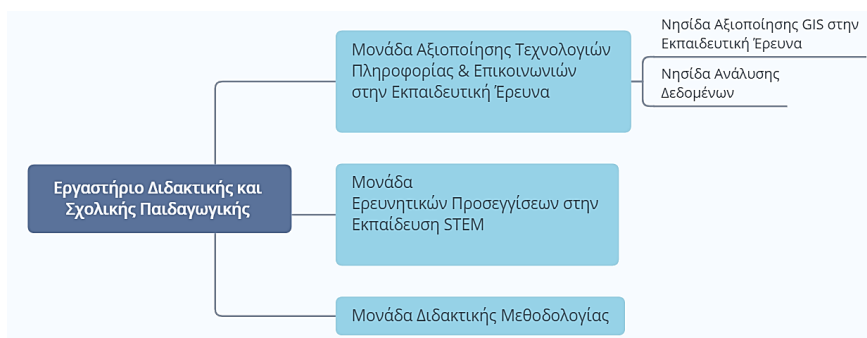 Εργαστήριο Διδακτικής και
Σχολικής Παιδαγωγικής
Μονάδα Αξιοποίησης Τεχνολογιών
Πληροφορίας & Επικοινωνιών
στην Εκπαιδευτική Έρευνα
Νησίδα Αξιοποίησης GIS στην
Εκπαιδευτική Έρευνα
Νησίδα Ανάλυσης
Δεδομένων
Μονάδα
Ερευνητικών Προσεγγίσεων στην
Εκπαίδευση STEM
Μονάδα Διδακτικής Μεθοδολογίας